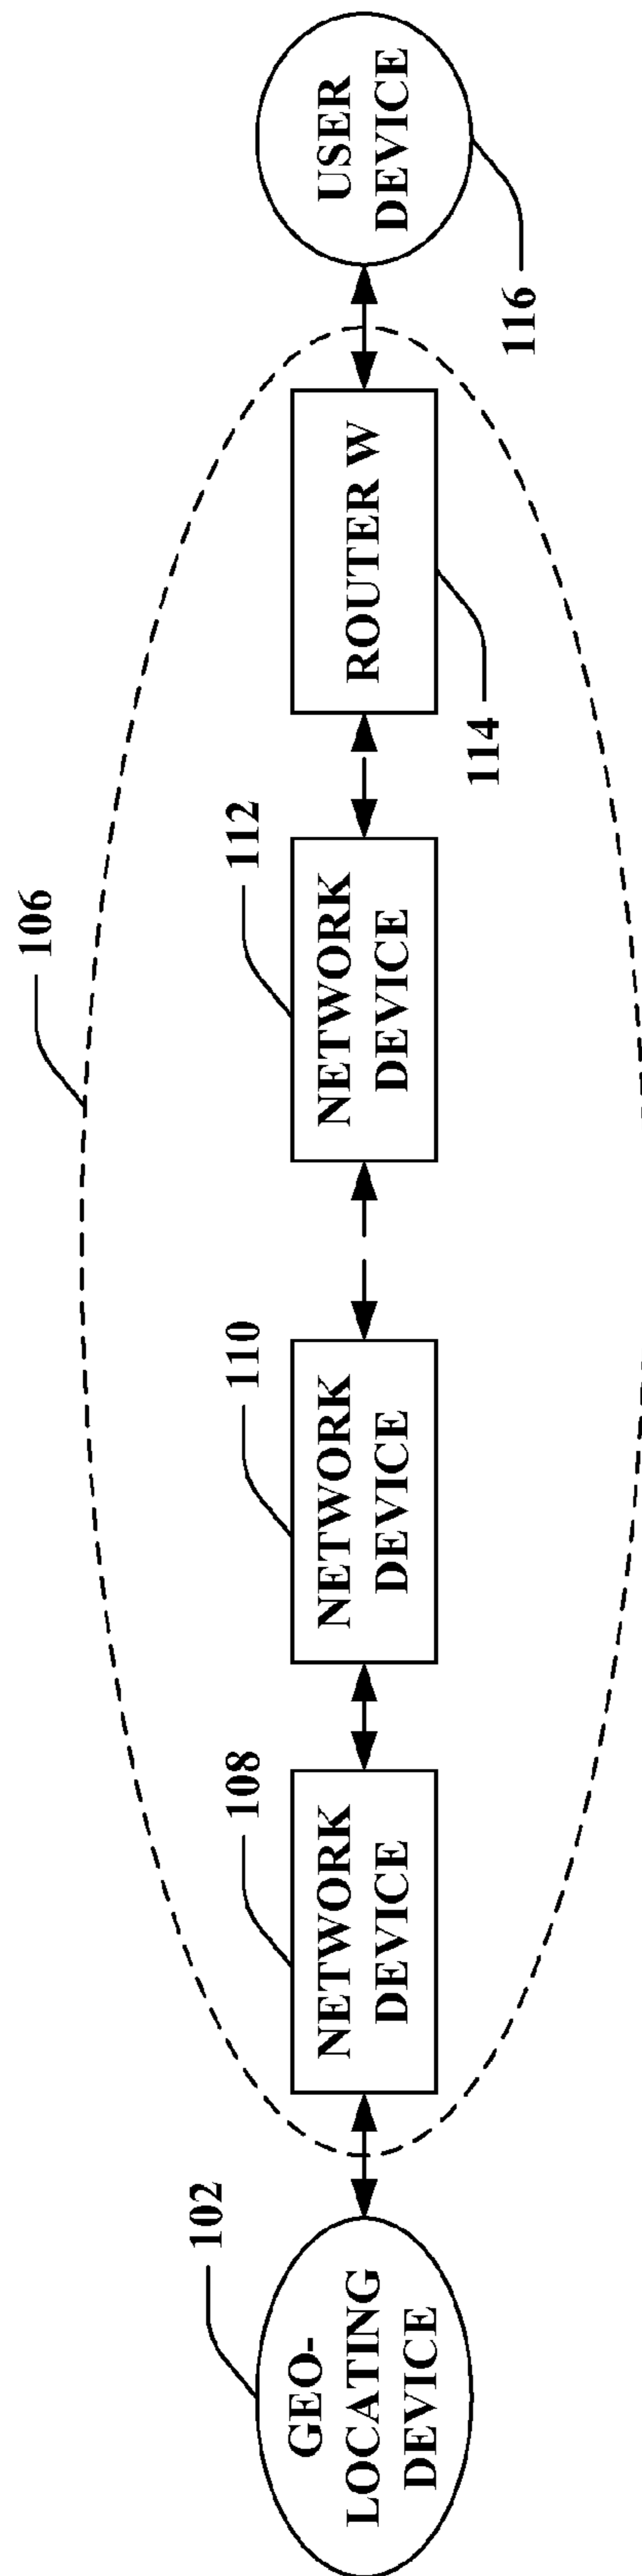 106
102
GEO-
LOCATING
DEVICE
108
NETWORK
DEVICE
110
NETWORK
DEVICE
112
NETWORK
DEVICE
ROUTER W
114
USER
DEVICE
116